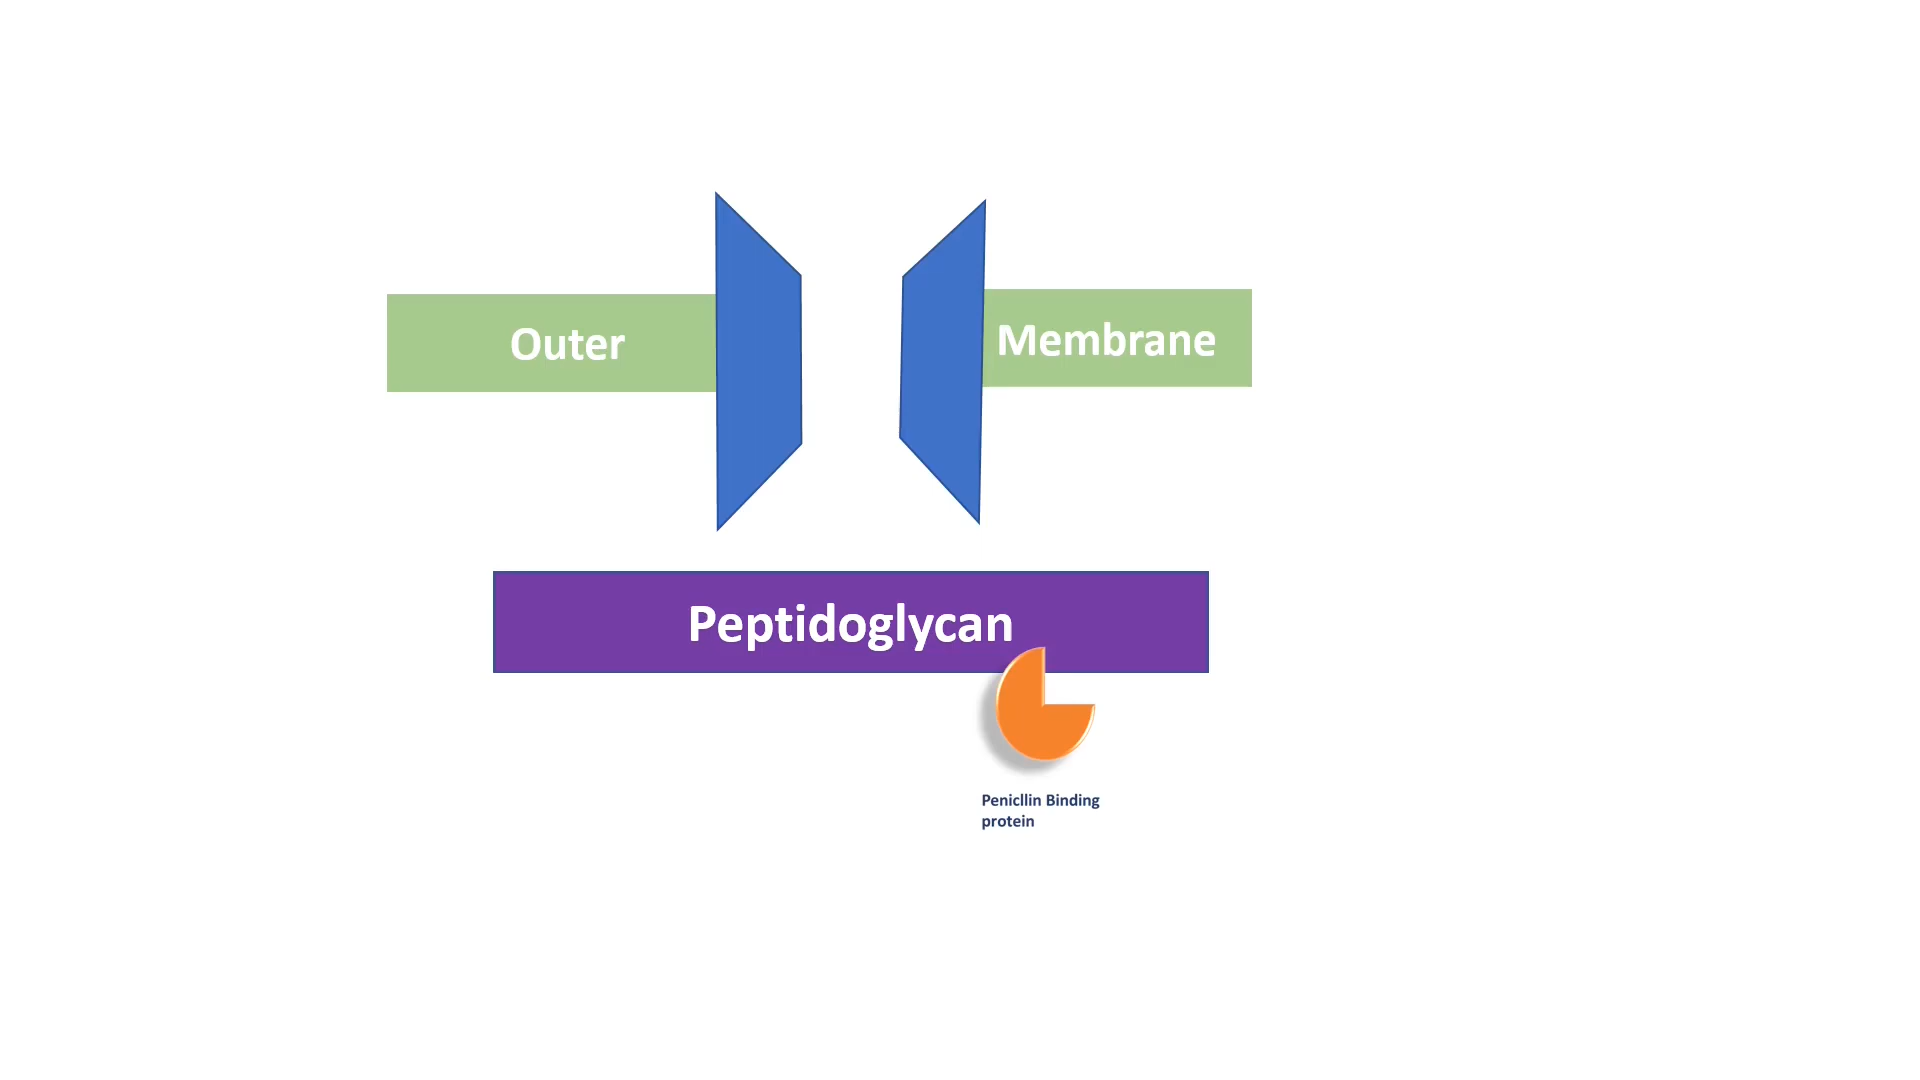 Outer
Membrane
Peptidoglycan
Penicllin Binding
protein